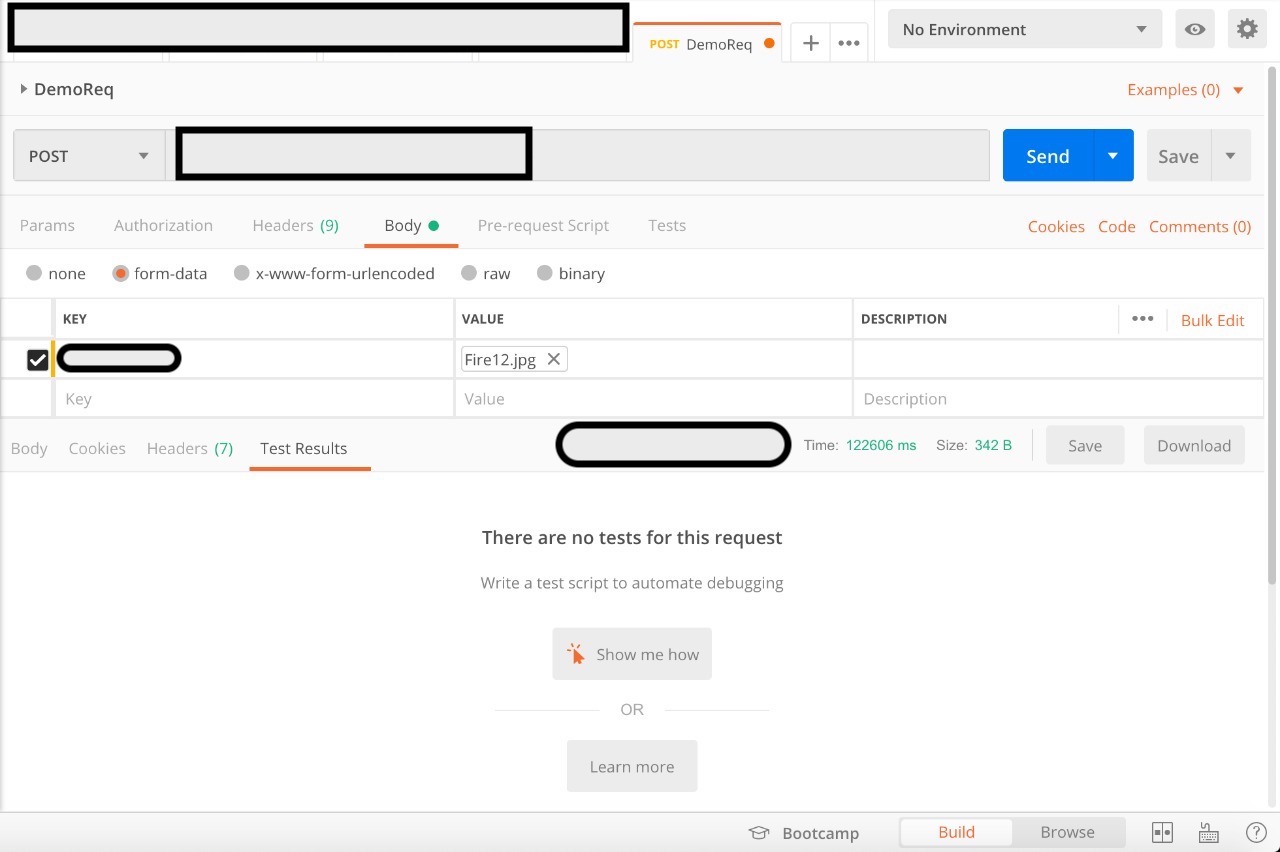 POST DemoReq
No Environment
DemoReq
Examples (0)
POST
Send
Save
Params Authorization Headers (9) Body Pre-request Script Tests
Cookies Code Comments (0)
none form-data x-www-form-urlencoded raw binary
KEY VALUE DESCRIPTION Bulk Edit
Fire12.jpg
Key Value Description
Body Cookies Headers (7) Test Results
Time: 122606 ms Size: 342 B
Save Download
There are no tests for this request
Write a test script to automate debugging
Show me how
OR
Learn more
Bootcamp Build Browse